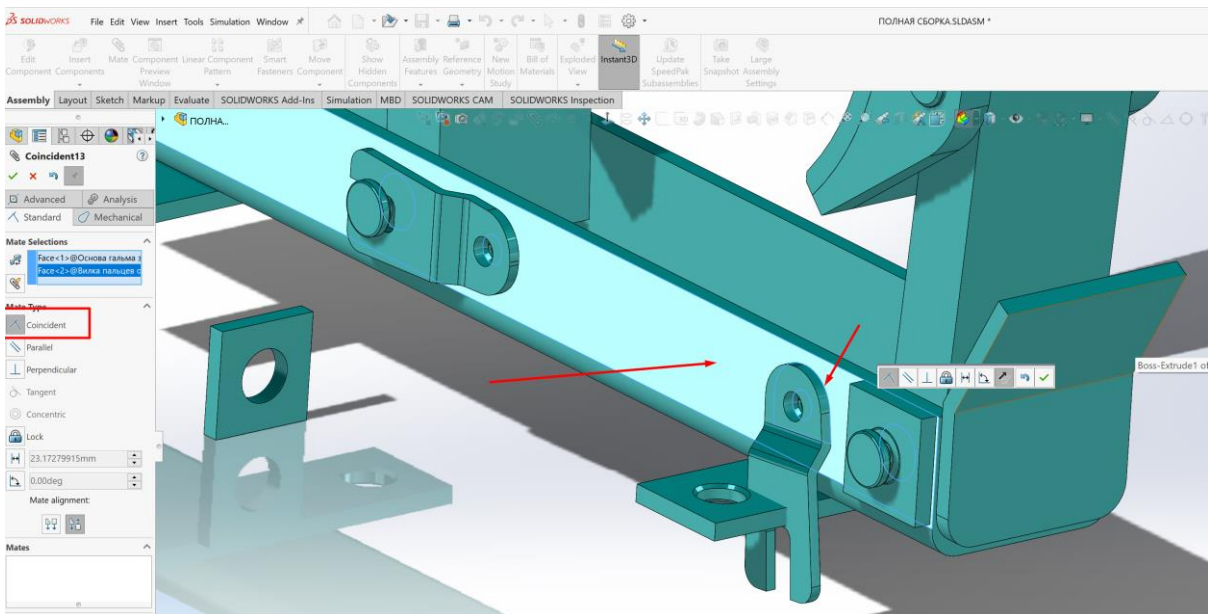 SOLIDWORKS File Edit View Insert Tools Simulation Window ПОЛНАЯ СБОРКА.SLDASM *
Edit Component
Insert Components
Mate
Component Preview Window
Linear Component Pattern
Smart Fasteners
Move Component
Show Hidden Components
Assembly Features
Reference Geometry
New Motion Study
Bill of Materials
Exploded View
Instant3D
Update SpeedPak Subassemblies
Take Snapshot
Large Assembly Settings
Assembly Layout Sketch Markup Evaluate SOLIDWORKS Add-Ins Simulation MBD SOLIDWORKS CAM SOLIDWORKS Inspection
ПОЛНА...
Coincident13
Advanced Analysis
Standard Mechanical
Mate Selections
Face<1>@Основа гальма з
Face<2>@Вилка пальцев с
Mate Type
Coincident
Parallel
Perpendicular
Tangent
Concentric
Lock
23.17279915mm
0.00deg
Mate alignment:
Mates
Boss-Extrude1 of